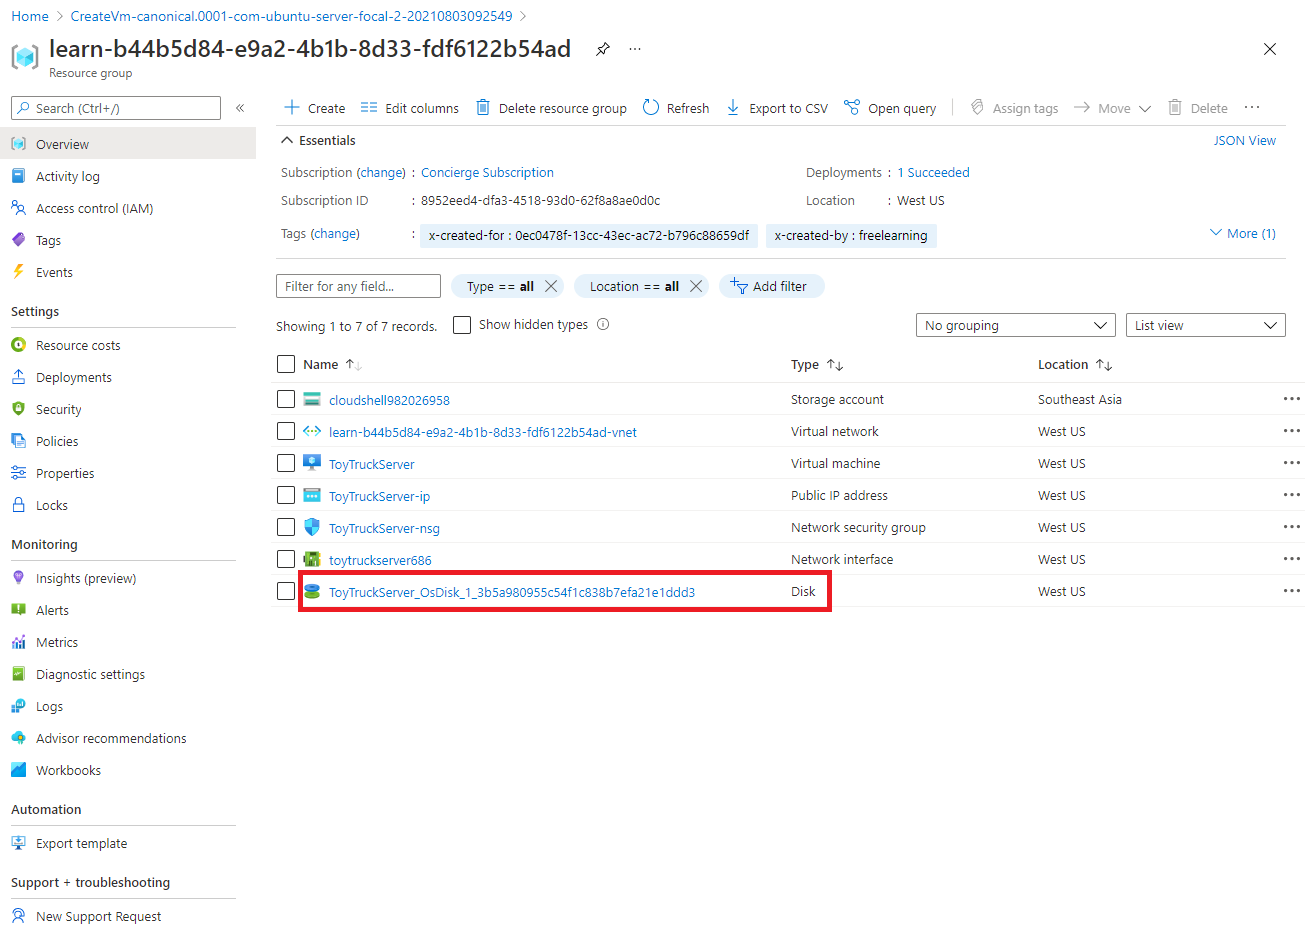 Home > CreateVm-canonical.0001-com-ubuntu-server-focal-2-20210803092549 >
learn-b44b5d84-e9a2-4b1b-8d33-fdf6122b54ad ...
Resource group
Search (Ctrl+/) «
Overview
Activity log
Access control (IAM)
Tags
Events
Settings
Resource costs
Deployments
Security
Policies
Properties
Locks
Monitoring
Insights (preview)
Alerts
Metrics
Diagnostic settings
Logs
Advisor recommendations
Workbooks
Automation
Export template
Support + troubleshooting
New Support Request
Create Edit columns Delete resource group Refresh Export to CSV Open query Assign tags Move Delete ...
Essentials JSON View
Subscription (change) : Concierge Subscription Deployments : 1 Succeeded
Subscription ID : 8952eed4-dfa3-4518-93d0-62f8a8ae0d0c Location : West US
Tags (change) : x-created-for : 0ec0478f-13cc-43ec-ac72-b796c88659df x-created-by : freelearning More (1)
Filter for any field... Type == all Location == all Add filter
Showing 1 to 7 of 7 records. Show hidden types No grouping List view
Name Type Location
cloudshell982026958 Storage account Southeast Asia ...
learn-b44b5d84-e9a2-4b1b-8d33-fdf6122b54ad-vnet Virtual network West US ...
ToyTruckServer Virtual machine West US ...
ToyTruckServer-ip Public IP address West US ...
ToyTruckServer-nsg Network security group West US ...
toytruckserver686 Network interface West US ...
ToyTruckServer_OsDisk_1_3b5a980955c54f1c838b7efa21e1ddd3 Disk West US ...